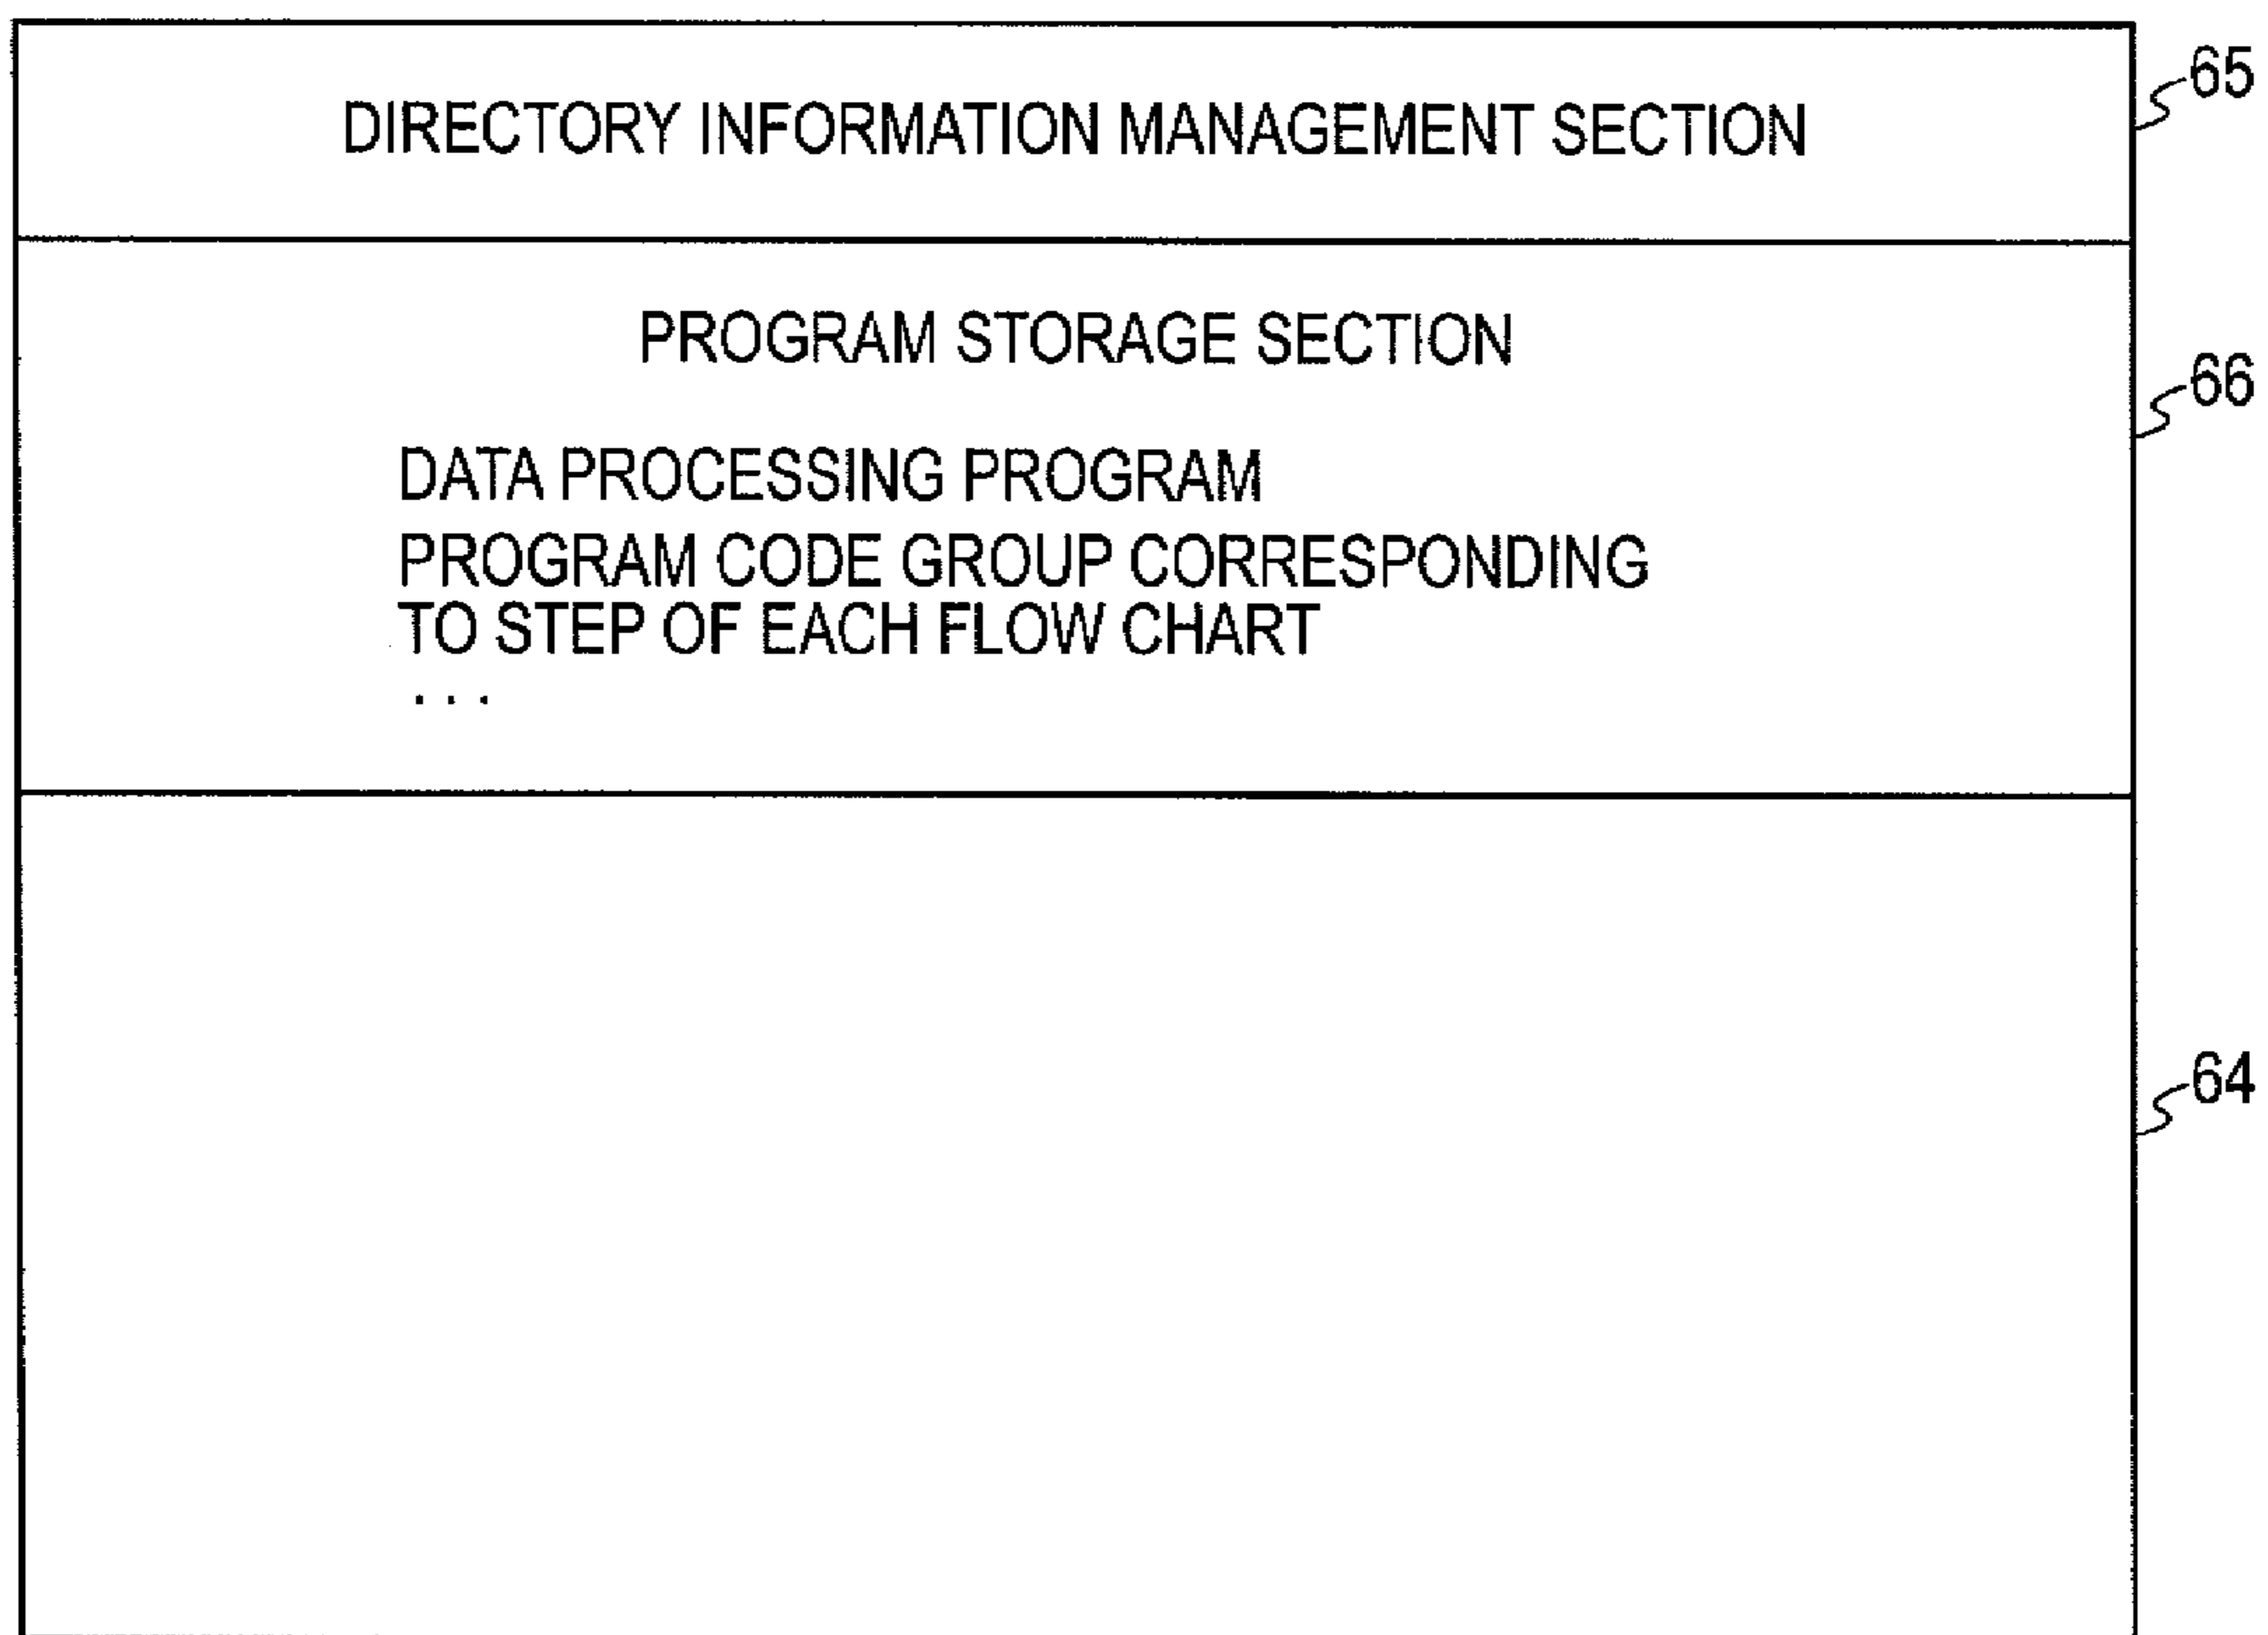 DIRECTORY INFORMATION MANAGEMENT SECTION
65
PROGRAM STORAGE SECTION
66
DATA PROCESSING PROGRAM
PROGRAM CODE GROUP CORRESPONDING
TO STEP OF EACH FLOW CHART
...
64